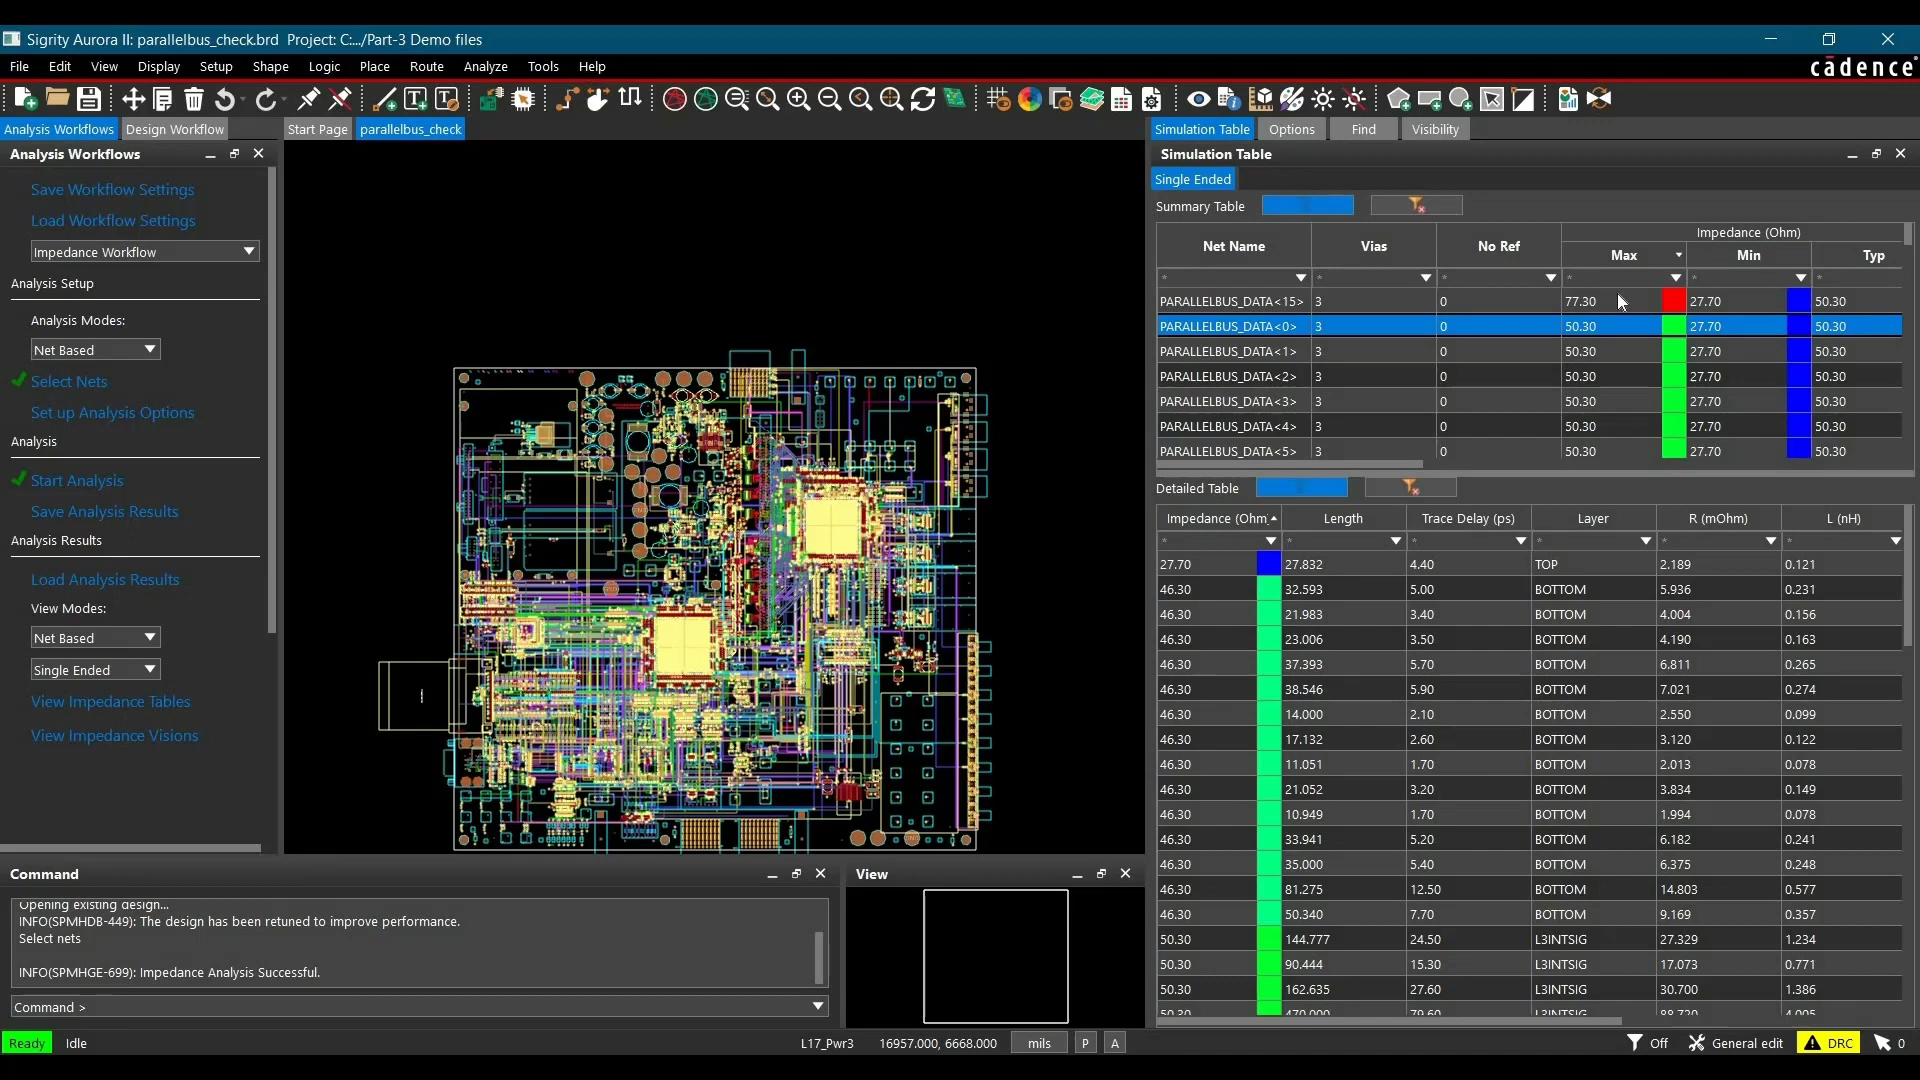 Sigrity Aurora II: parallelbus_check.brd  Project: C:.../Part-3 Demo files
File Edit View Display Setup Shape Logic Place Route Analyze Tools Help
cādence
Analysis Workflows Design Workflow Start Page parallelbus_check Simulation Table Options Find Visibility
Analysis Workflows
Save Workflow Settings
Load Workflow Settings
Impedance Workflow
Analysis Setup
Analysis Modes:
Net Based
Select Nets
Set up Analysis Options
Analysis
Start Analysis
Save Analysis Results
Analysis Results
Load Analysis Results
View Modes:
Net Based
Single Ended
View Impedance Tables
View Impedance Visions
Simulation Table
Single Ended
Summary Table
Impedance (Ohm)
Net Name Vias No Ref Max Min Typ
* * * * * *
PARALLELBUS_DATA<15> 3 0 77.30 27.70 50.30
PARALLELBUS_DATA<0> 3 0 50.30 27.70 50.30
PARALLELBUS_DATA<1> 3 0 50.30 27.70 50.30
PARALLELBUS_DATA<2> 3 0 50.30 27.70 50.30
PARALLELBUS_DATA<3> 3 0 50.30 27.70 50.30
PARALLELBUS_DATA<4> 3 0 50.30 27.70 50.30
PARALLELBUS_DATA<5> 3 0 50.30 27.70 50.30
Detailed Table
Impedance (Ohm) Length Trace Delay (ps) Layer R (mOhm) L (nH)
* * * * * *
27.70 27.832 4.40 TOP 2.189 0.121
46.30 32.593 5.00 BOTTOM 5.936 0.231
46.30 21.983 3.40 BOTTOM 4.004 0.156
46.30 23.006 3.50 BOTTOM 4.190 0.163
46.30 37.393 5.70 BOTTOM 6.811 0.265
46.30 38.546 5.90 BOTTOM 7.021 0.274
46.30 14.000 2.10 BOTTOM 2.550 0.099
46.30 17.132 2.60 BOTTOM 3.120 0.122
46.30 11.051 1.70 BOTTOM 2.013 0.078
46.30 21.052 3.20 BOTTOM 3.834 0.149
46.30 10.949 1.70 BOTTOM 1.994 0.078
46.30 33.941 5.20 BOTTOM 6.182 0.241
46.30 35.000 5.40 BOTTOM 6.375 0.248
46.30 81.275 12.50 BOTTOM 14.803 0.577
46.30 50.340 7.70 BOTTOM 9.169 0.357
50.30 144.777 24.50 L3INTSIG 27.329 1.234
50.30 90.444 15.30 L3INTSIG 17.073 0.771
50.30 162.635 27.60 L3INTSIG 30.700 1.386
50.30 470.000 79.60 L3INTSIG 88.720 4.005
Command
Opening existing design...
INFO(SPMHDB-449): The design has been retuned to improve performance.
Select nets
INFO(SPMHGE-699): Impedance Analysis Successful.
Command >
View
Ready Idle L17_Pwr3 16957.000, 6668.000 mils P A Off General edit DRC 0